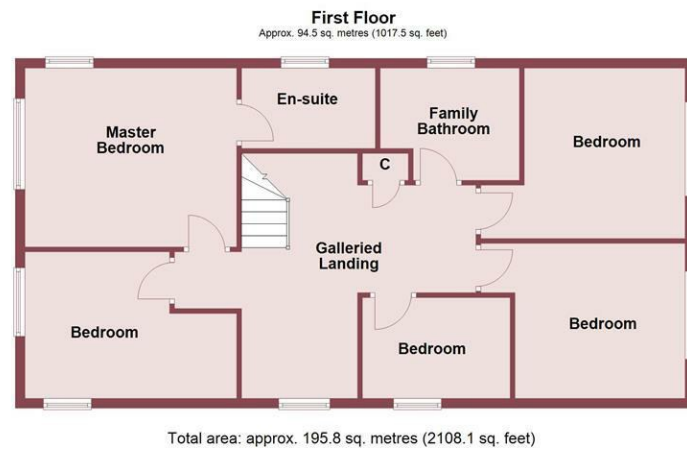 First Floor
Approx. 94.5 sq. metres (1017.5 sq. feet)
En-suite
Master
Bedroom
Family
Bathroom
Bedroom
C
Galleried
Landing
Bedroom
Bedroom
Bedroom
Total area: approx. 195.8 sq. metres (2108.1 sq. feet)